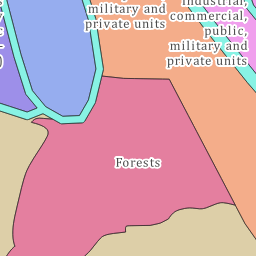 military and
private units
industrial,
commercial,
public,
military and
private units
Forests